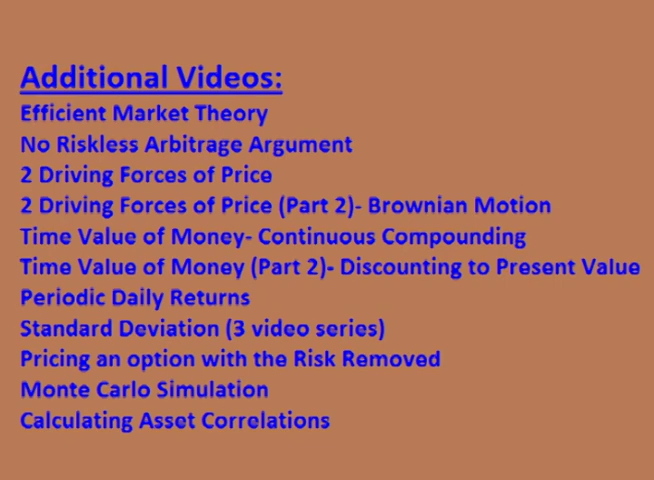 Additional Videos:
Efficient Market Theory
No Riskless Arbitrage Argument
2 Driving Forces of Price
2 Driving Forces of Price (Part 2)- Brownian Motion
Time Value of Money- Continuous Compounding
Time Value of Money (Part 2)- Discounting to Present Value
Periodic Daily Returns
Standard Deviation (3 video series)
Pricing an option with the Risk Removed
Monte Carlo Simulation
Calculating Asset Correlations